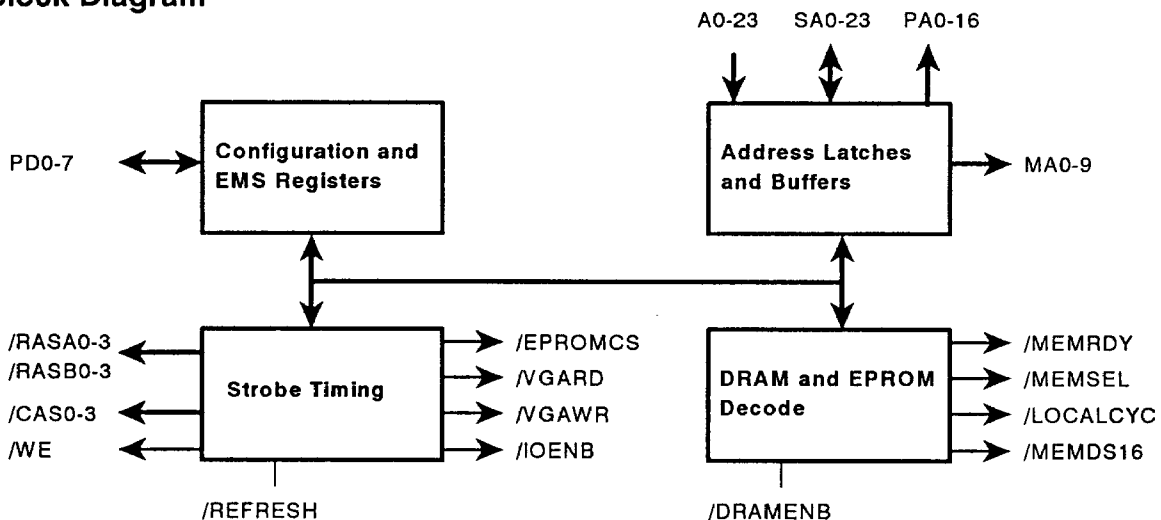 Block Diagram
A0-23 SA0-23 PA0-16
PD0-7
Configuration and
EMS Registers
Address Latches
and Buffers
MA0-9
/RASA0-3
/RASB0-3
/CAS0-3
/WE
Strobe Timing
/EPROMCS
/VGARD
/VGAWR
/IOENB
/REFRESH
DRAM and EPROM
Decode
/MEMRDY
/MEMSEL
/LOCALCYC
/MEMDS16
/DRAMENB